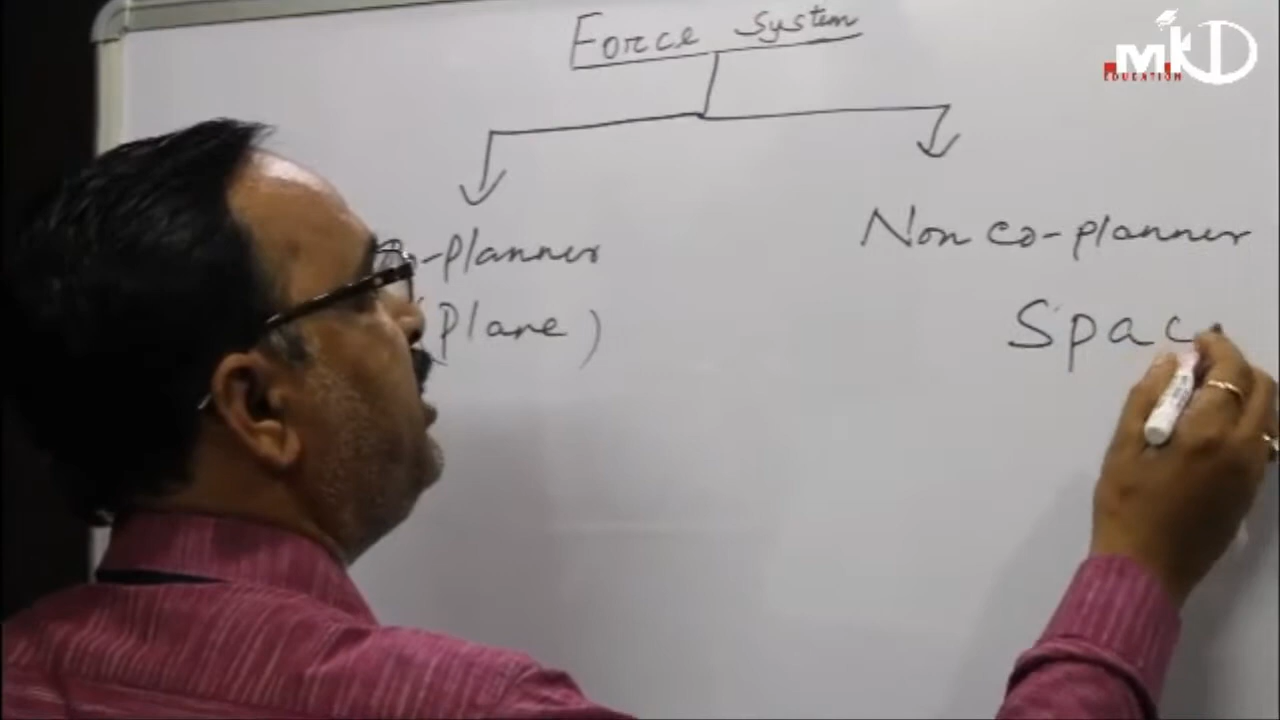 Force System
-planner
Non co-planner
(Plane)
Spac
MKD
EDUCATION